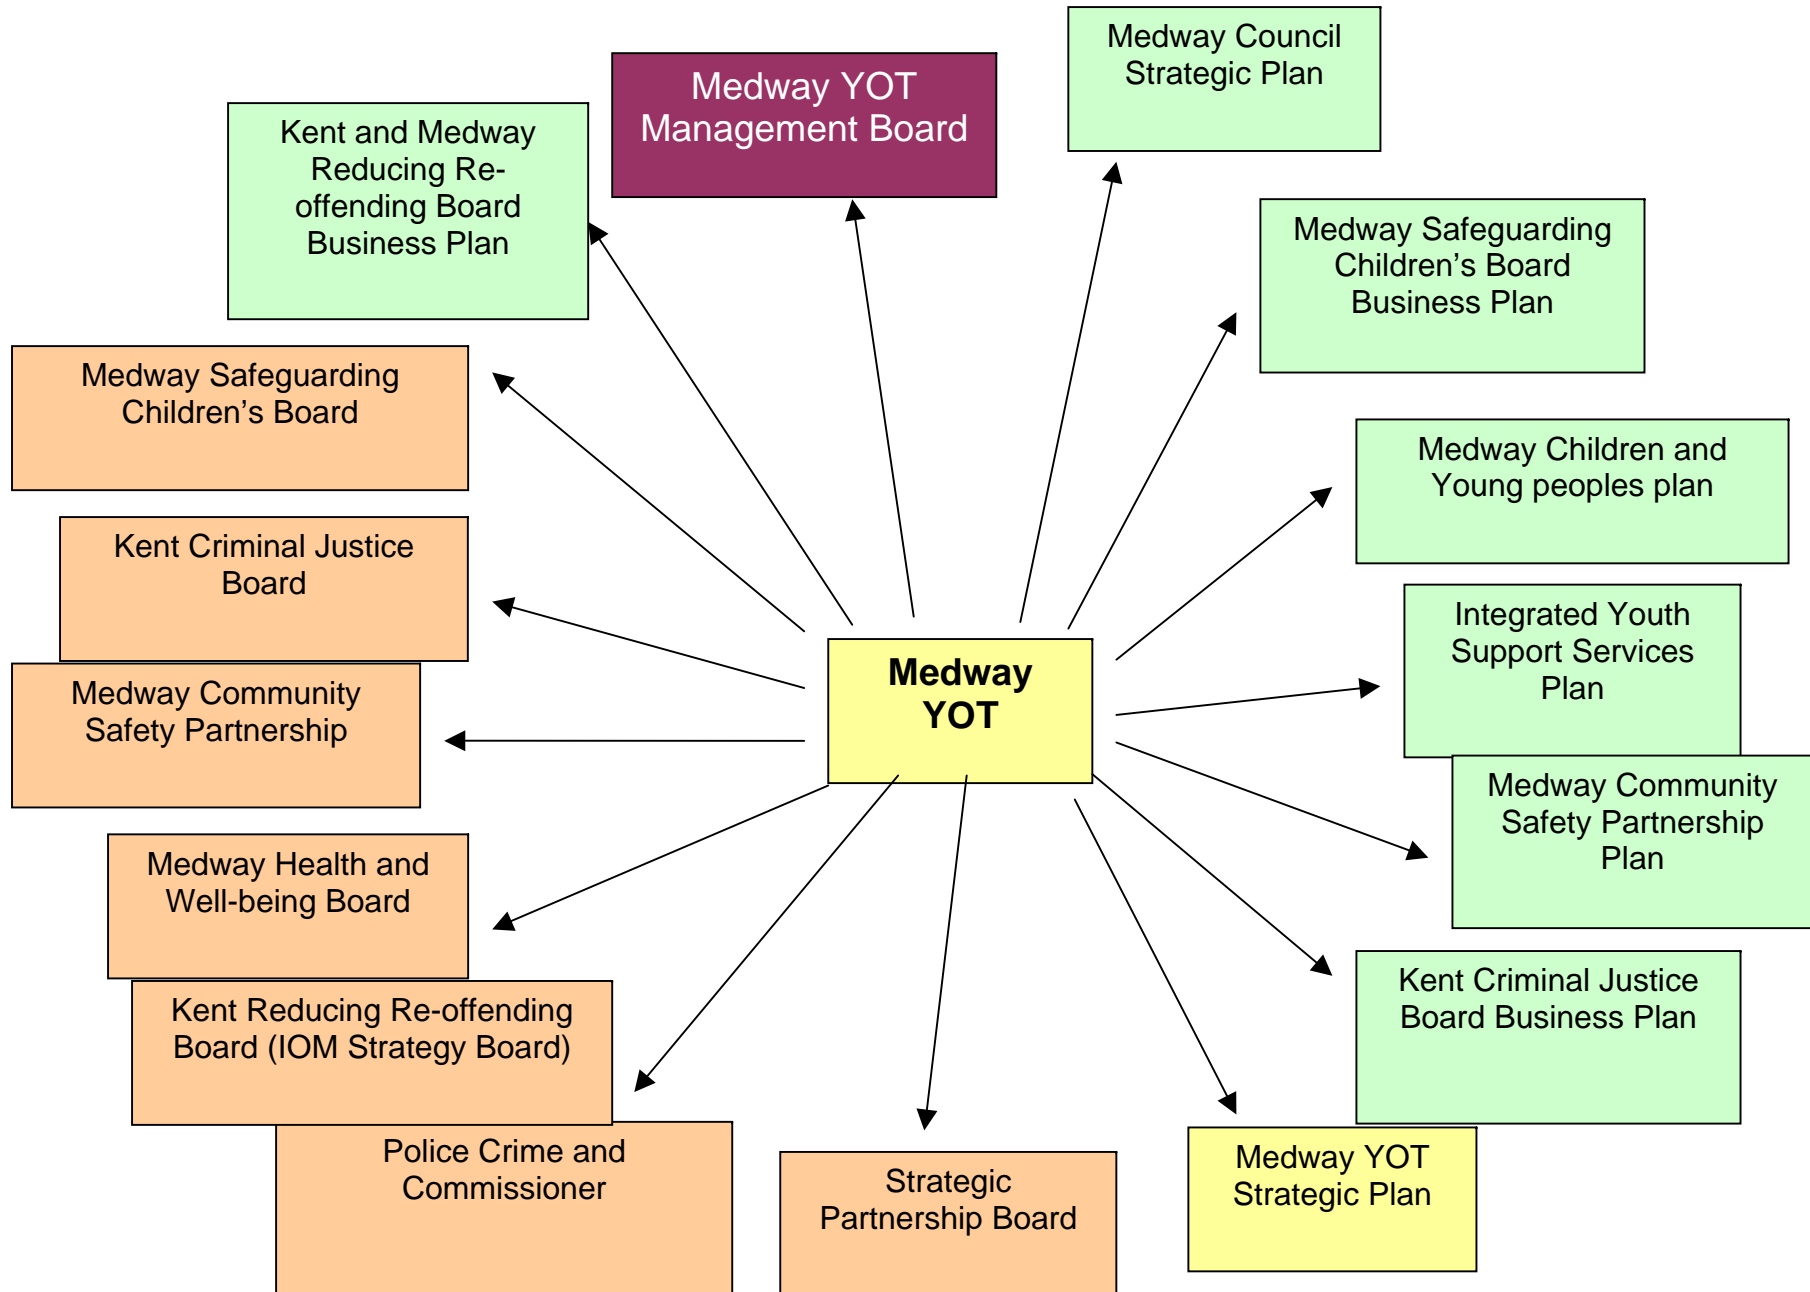 Medway Council
Strategic Plan
Medway YOT
Management Board
Kent and Medway
Reducing Re-
offending Board
Business Plan
Medway Safeguarding
Children’s Board
Business Plan
Medway Safeguarding
Children’s Board
Medway Children and
Young peoples plan
Kent Criminal Justice
Board
Integrated Youth
Support Services
Plan
Medway
YOT
Medway Community
Safety Partnership
Medway Community
Safety Partnership
Plan
Medway Health and
Well-being Board
Kent Criminal Justice
Board Business Plan
Kent Reducing Re-offending
Board (IOM Strategy Board)
Police Crime and
Commissioner
Strategic
Partnership Board
Medway YOT
Strategic Plan